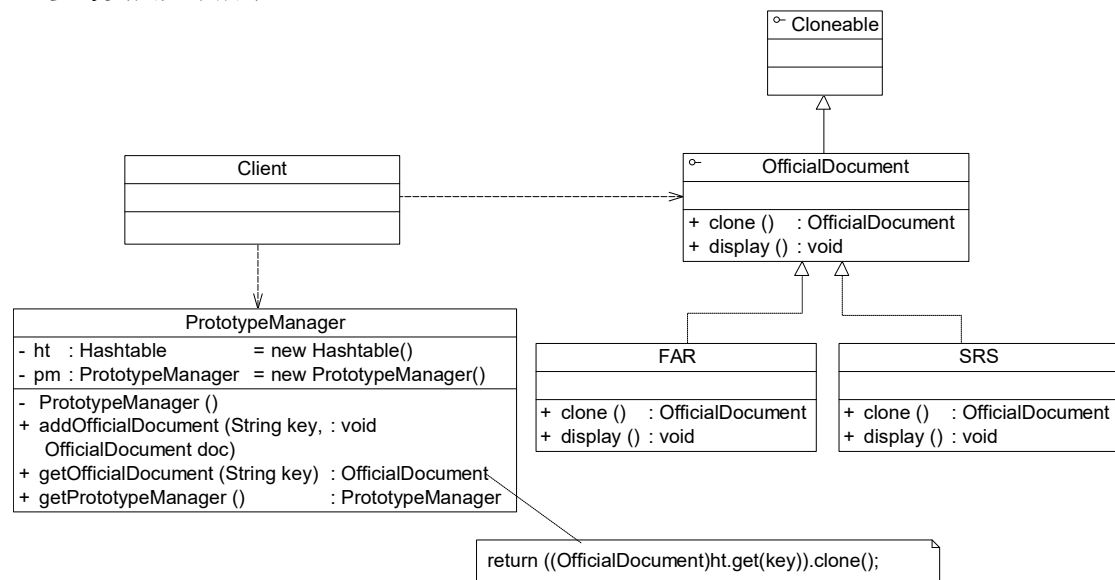 Cloneable
Client
OfficialDocument
+ clone () : OfficialDocument
+ display () : void
PrototypeManager
- ht : Hashtable = new Hashtable()
- pm : PrototypeManager = new PrototypeManager()
- PrototypeManager ()
+ addOfficialDocument (String key, : void
OfficialDocument doc)
+ getOfficialDocument (String key) : OfficialDocument
+ getPrototypeManager () : PrototypeManager
FAR
+ clone () : OfficialDocument
+ display () : void
SRS
+ clone () : OfficialDocument
+ display () : void
return ((OfficialDocument)ht.get(key)).clone();